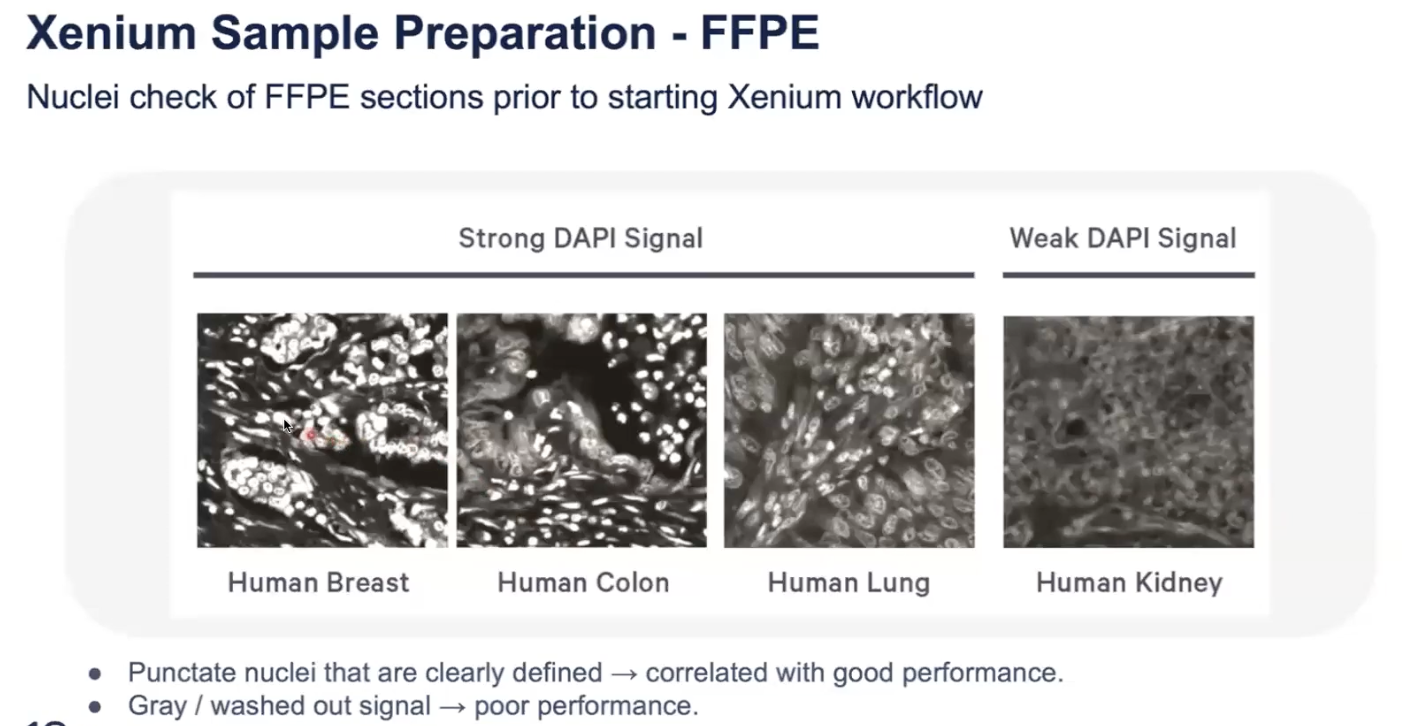 Xenium Sample Preparation - FFPE
Nuclei check of FFPE sections prior to starting Xenium workflow
Strong DAPI Signal
Weak DAPI Signal
Human Breast
Human Colon
Human Lung
Human Kidney
● Punctate nuclei that are clearly defined → correlated with good performance.
● Gray / washed out signal → poor performance.